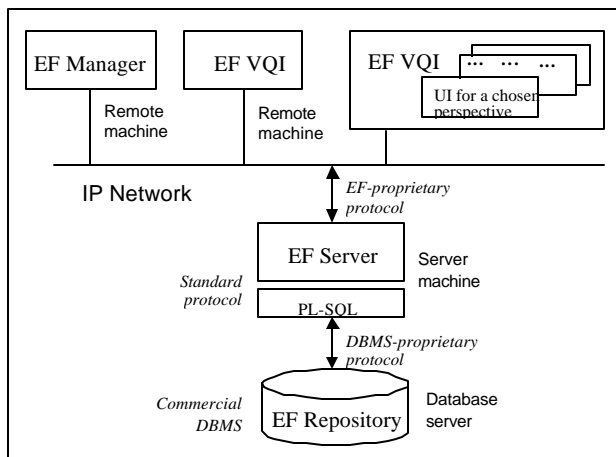 EF Manager
EF VQI
EF VQI
... ... ...
UI for a chosen
perspective
Remote
machine
Remote
machine
IP Network
EF-proprietary
protocol
EF Server
Server
machine
Standard
protocol
PL-SQL
DBMS-proprietary
protocol
Commercial
DBMS
EF Repository
Database
server